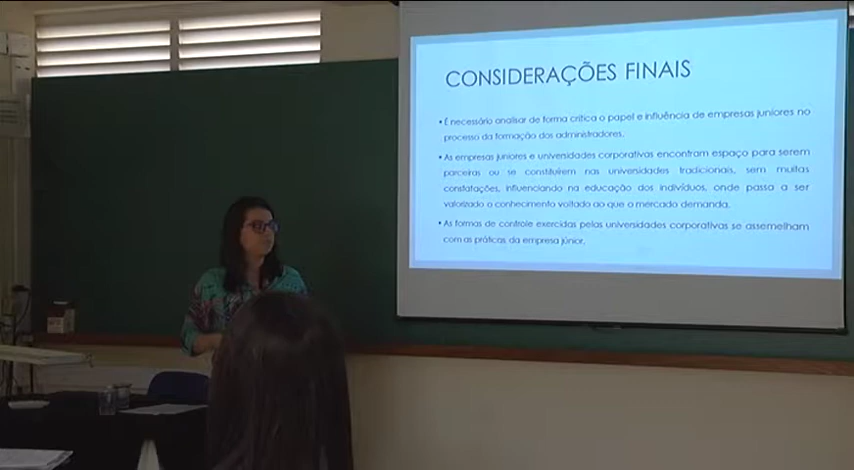 CONSIDERAÇÕES FINAIS
• É necessário analisar de forma crítica o papel e influência de empresas juniores no
processo da formação dos administradores.
• As empresas juniores e universidades corporativas encontram espaço para serem
parceiras ou se constituírem nas universidades tradicionais, sem muitas
constatações, influenciando na educação dos indivíduos, onde passa a ser
valorizado o conhecimento voltado ao que o mercado demanda.
• As formas de controle exercidas pelas universidades corporativas se assemelham
com as práticas da empresa júnior.